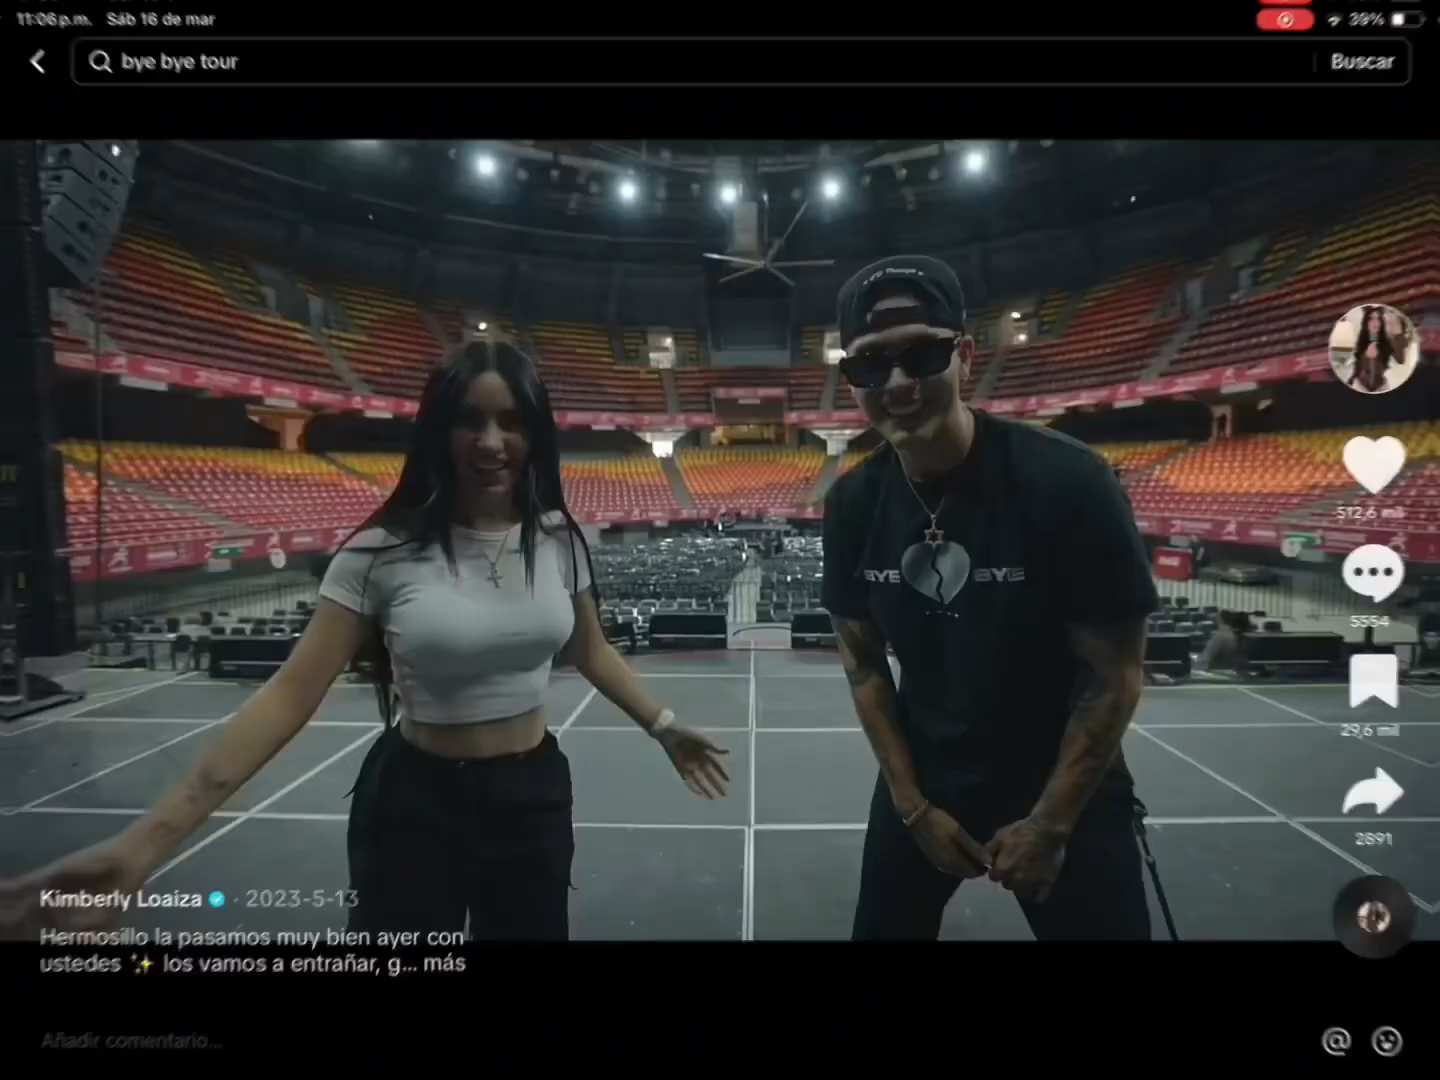 11:06 p.m. Sáb 16 de mar
39%
bye bye tour
Buscar
BYE BYE
512,6 mil
5554
29,6 mil
2891
Kimberly Loaiza · 2023-5-13
Hermosillo la pasamos muy bien ayer con
ustedes ✨ los vamos a entrañar, g... más
Añadir comentario...